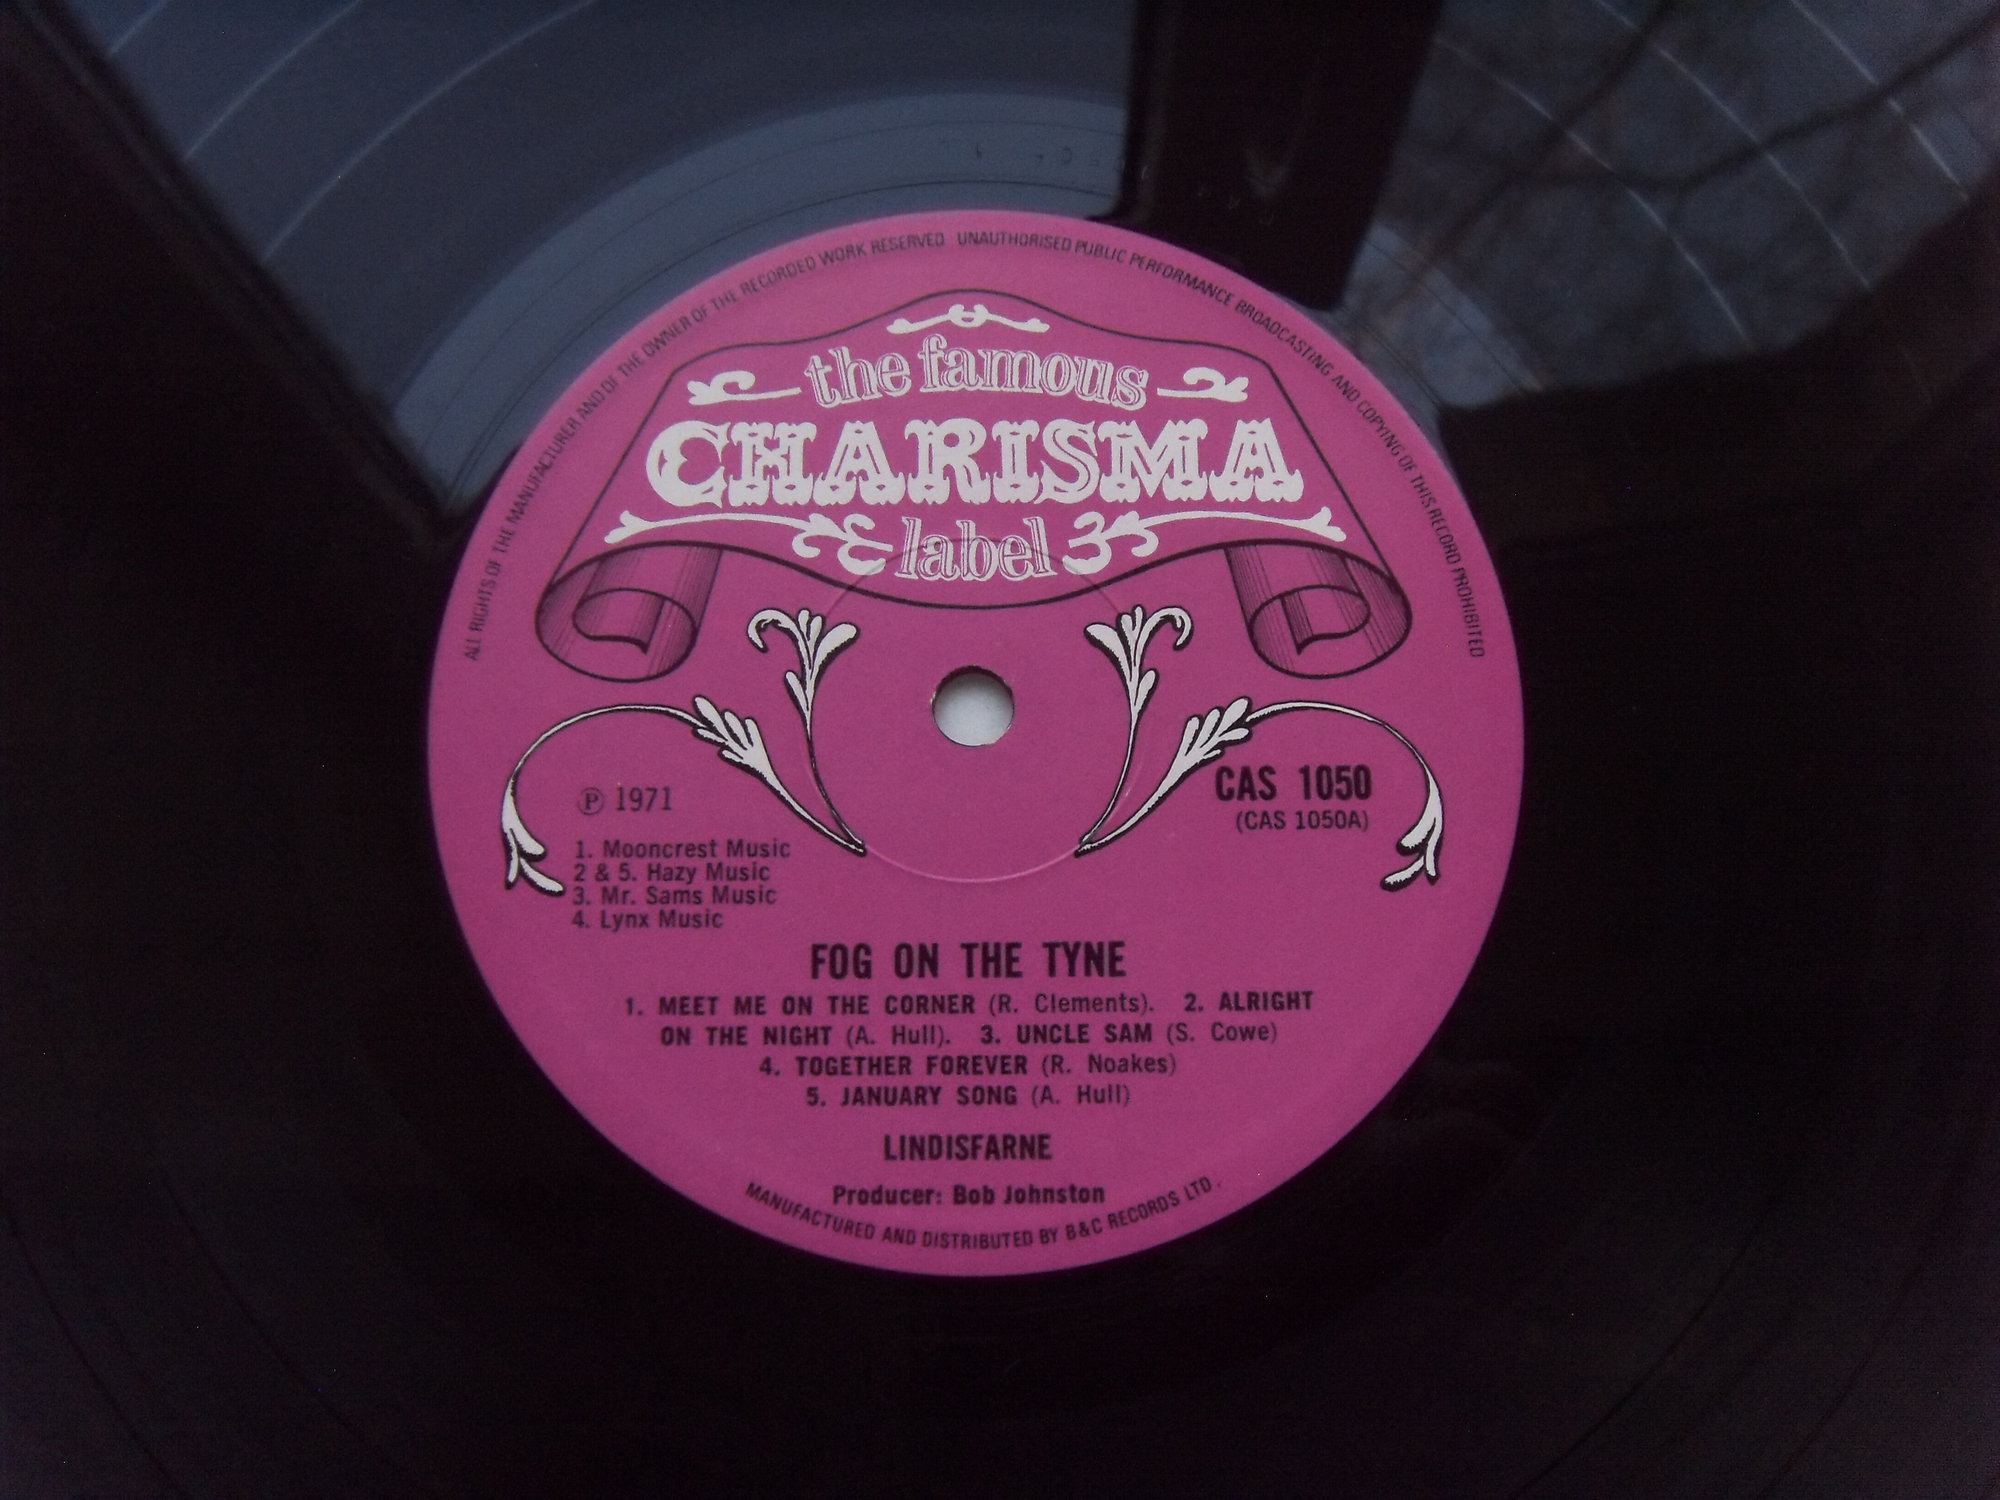 ALL RIGHTS OF THE MANUFACTURER AND OF THE OWNER OF THE RECORDED WORK RESERVED UNAUTHORISED PUBLIC PERFORMANCE BROADCASTING AND COPYING OF THIS RECORD PROHIBITED
the famous
CHARISMA
label
℗ 1971
CAS 1050
(CAS 1050A)
1. Mooncrest Music
2 & 5. Hazy Music
3. Mr. Sams Music
4. Lynx Music
FOG ON THE TYNE
1. MEET ME ON THE CORNER (R. Clements). 2. ALRIGHT
ON THE NIGHT (A. Hull). 3. UNCLE SAM (S. Cowe)
4. TOGETHER FOREVER (R. Noakes)
5. JANUARY SONG (A. Hull)
LINDISFARNE
Producer: Bob Johnston
MANUFACTURED AND DISTRIBUTED BY B&C RECORDS LTD.